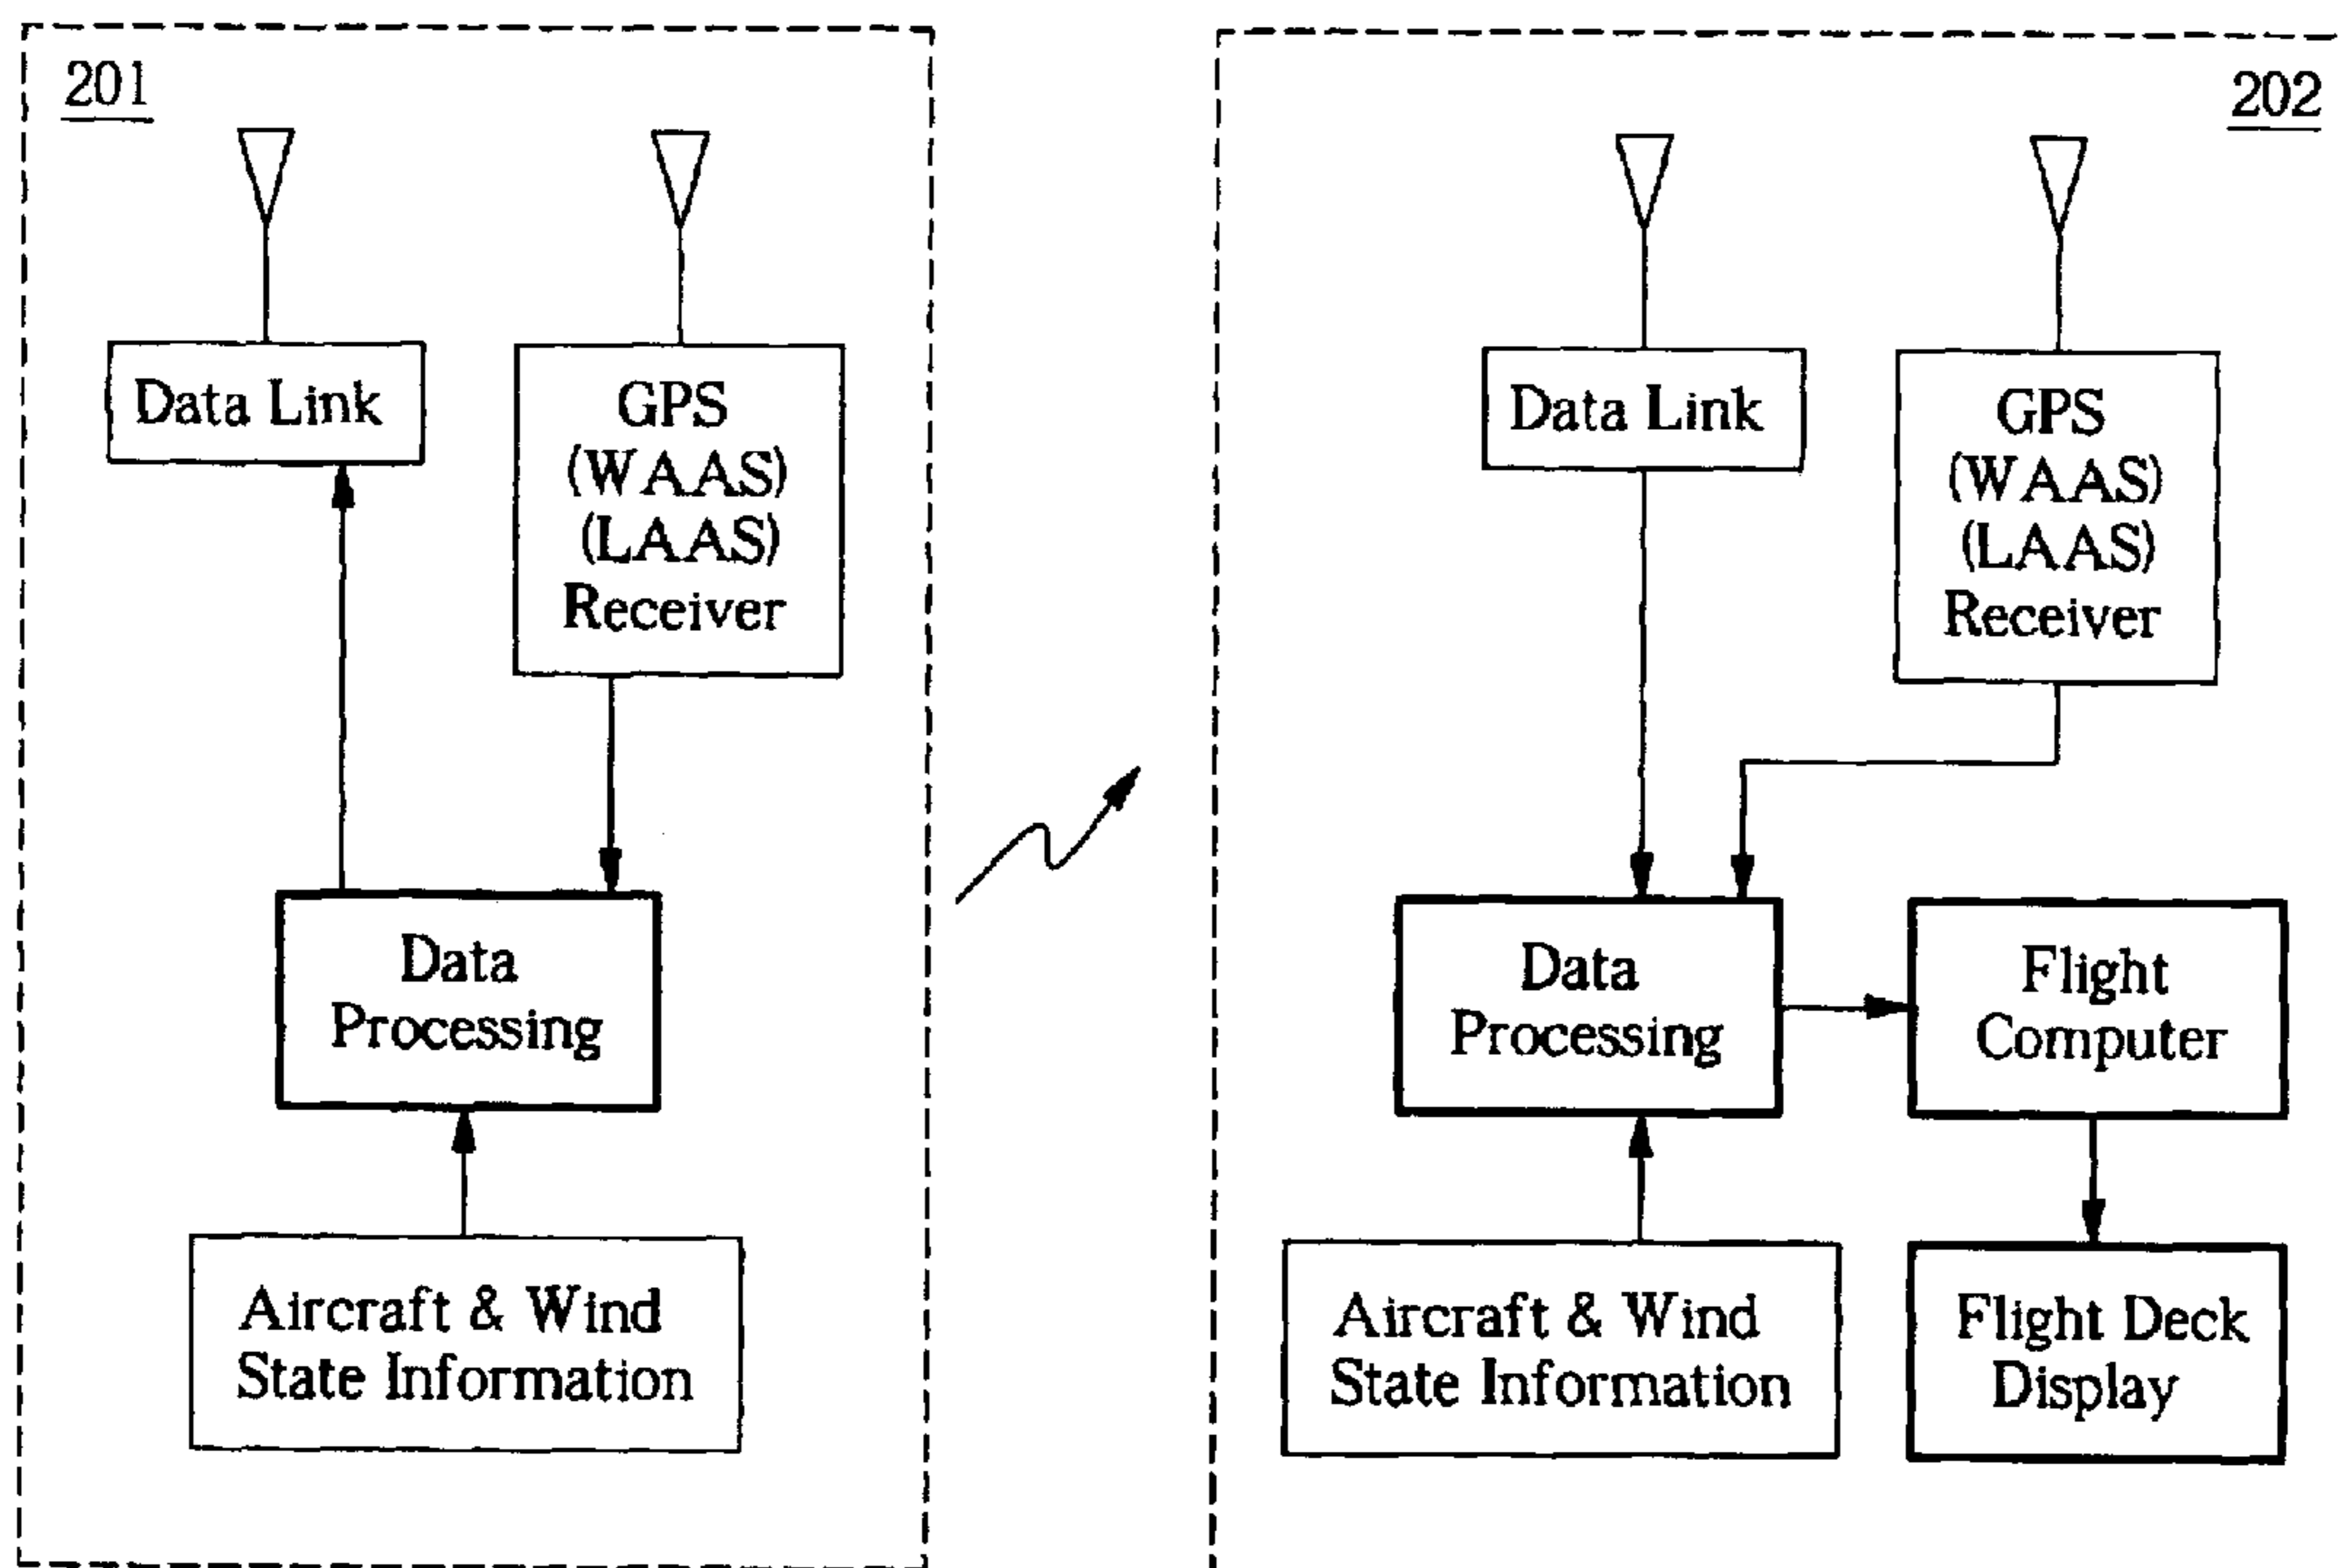 201
Data Link
GPS
(WAAS)
(LAAS)
Receiver
Data
Processing
Aircraft & Wind
State Information
202
Data Link
GPS
(WAAS)
(LAAS)
Receiver
Data
Processing
Flight
Computer
Aircraft & Wind
State Information
Flight Deck
Display